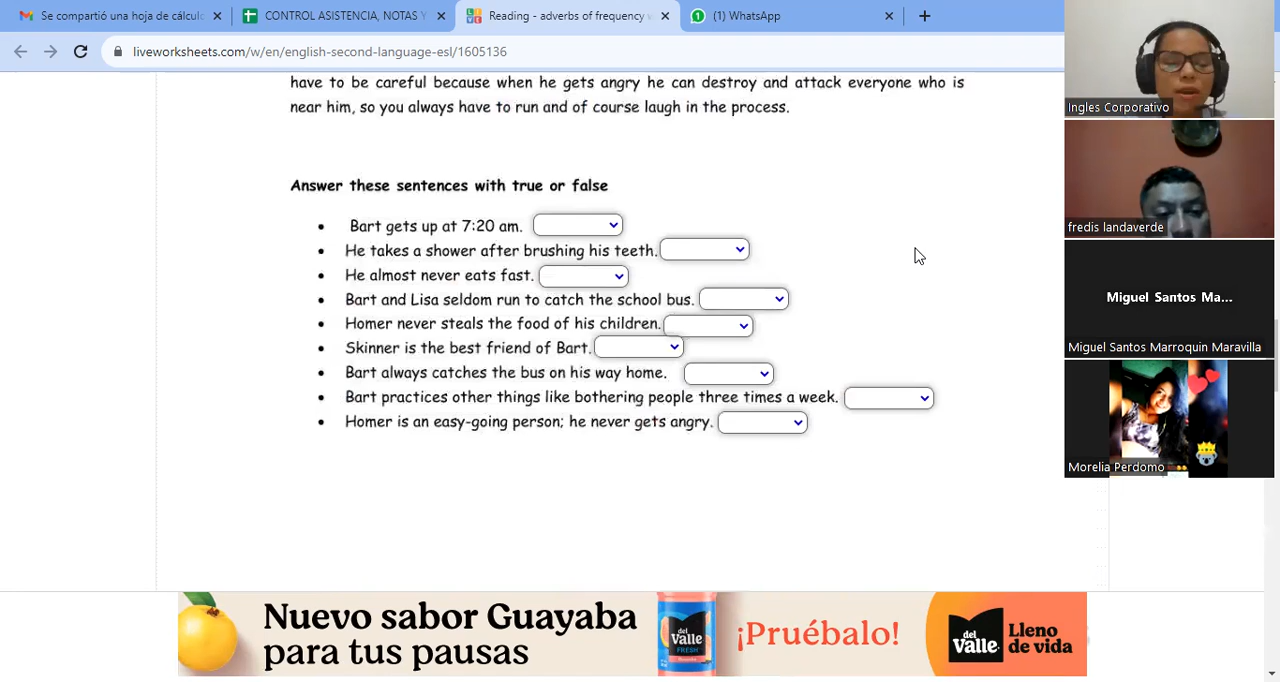 Se compartió una hoja de cálcu
CONTROL ASISTENCIA, NOTAS Y
Reading - adverbs of frequency w
(1) WhatsApp
liveworksheets.com/w/en/english-second-language-esl/1605136
have to be careful because when he gets angry he can destroy and attack everyone who is
near him, so you always have to run and of course laugh in the process.
Answer these sentences with true or false
Bart gets up at 7:20 am.
He takes a shower after brushing his teeth.
He almost never eats fast.
Bart and Lisa seldom run to catch the school bus.
Homer never steals the food of his children.
Skinner is the best friend of Bart.
Bart always catches the bus on his way home.
Bart practices other things like bothering people three times a week.
Homer is an easy-going person; he never gets angry.
Ingles Corporativo
fredis landaverde
Miguel Santos Ma...
Miguel Santos Marroquin Maravilla
Morelia Perdomo
Nuevo sabor Guayaba
para tus pausas
del
Valle
FRESH
¡Pruébalo!
del
Valle
Lleno
de vida